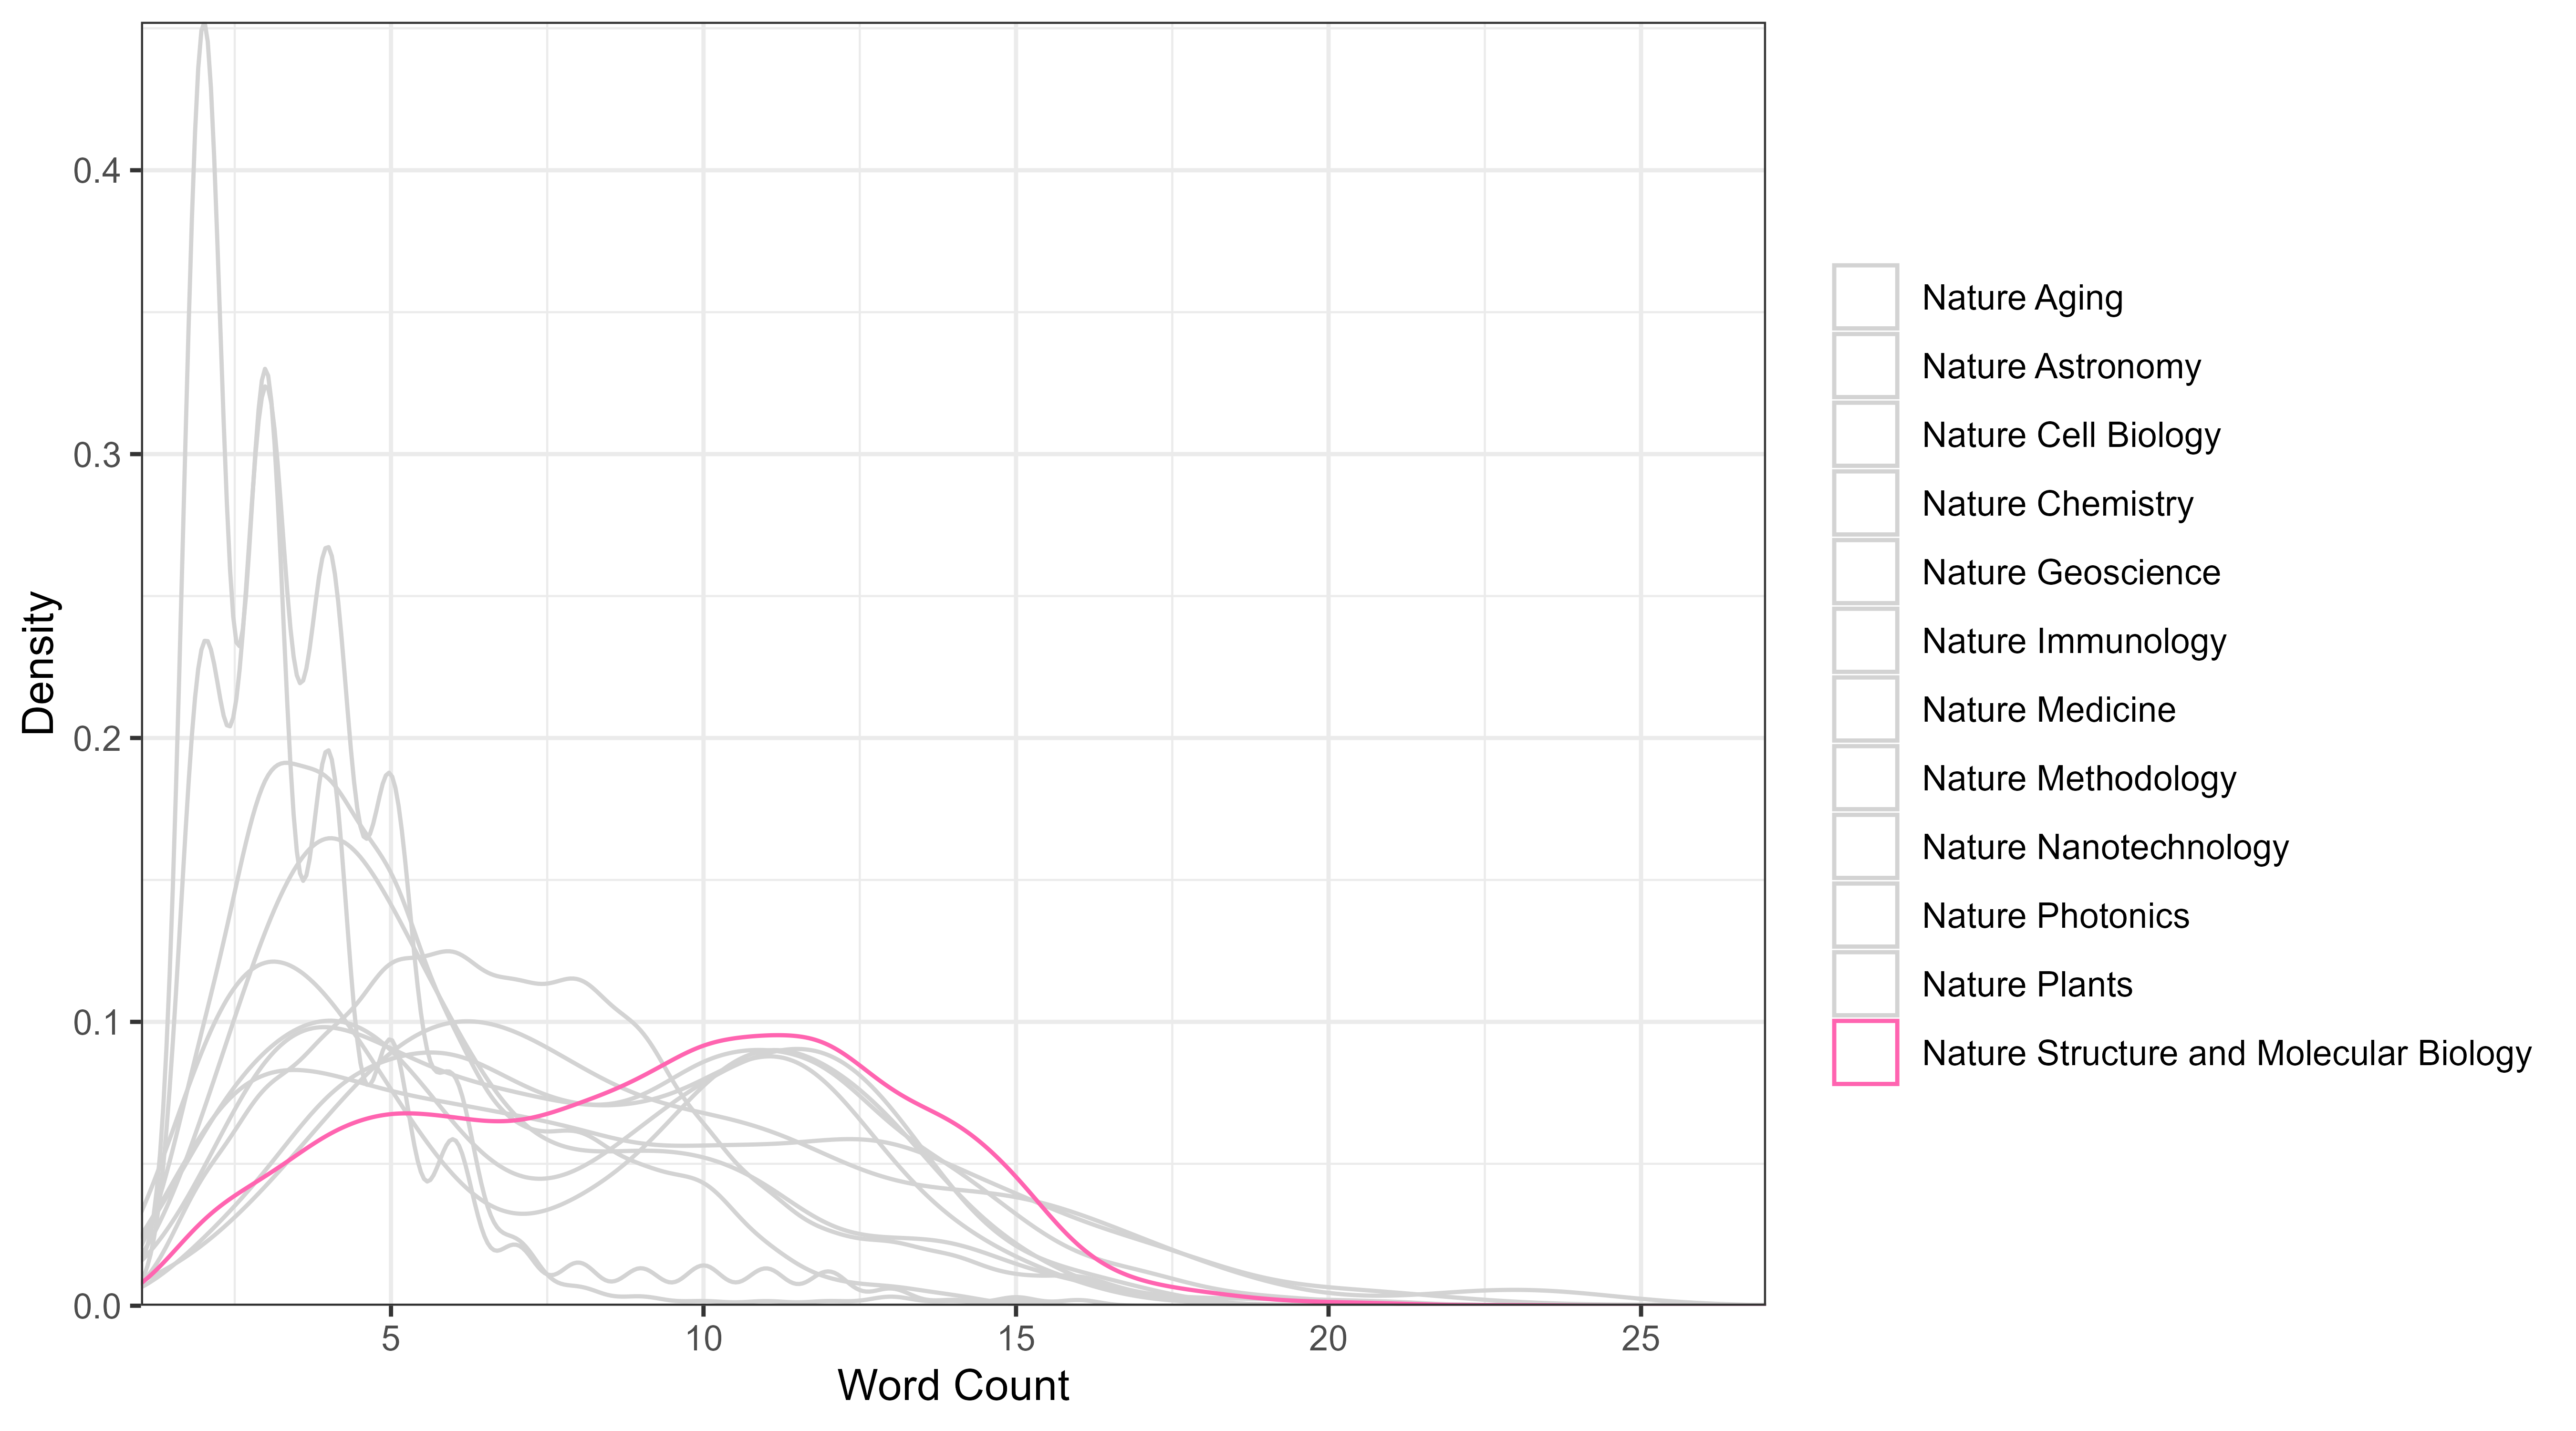 0.4
0.3
0.2
0.1
0.0
Density
5 10 15 20 25
Word Count
Nature Aging
Nature Astronomy
Nature Cell Biology
Nature Chemistry
Nature Geoscience
Nature Immunology
Nature Medicine
Nature Methodology
Nature Nanotechnology
Nature Photonics
Nature Plants
Nature Structure and Molecular Biology